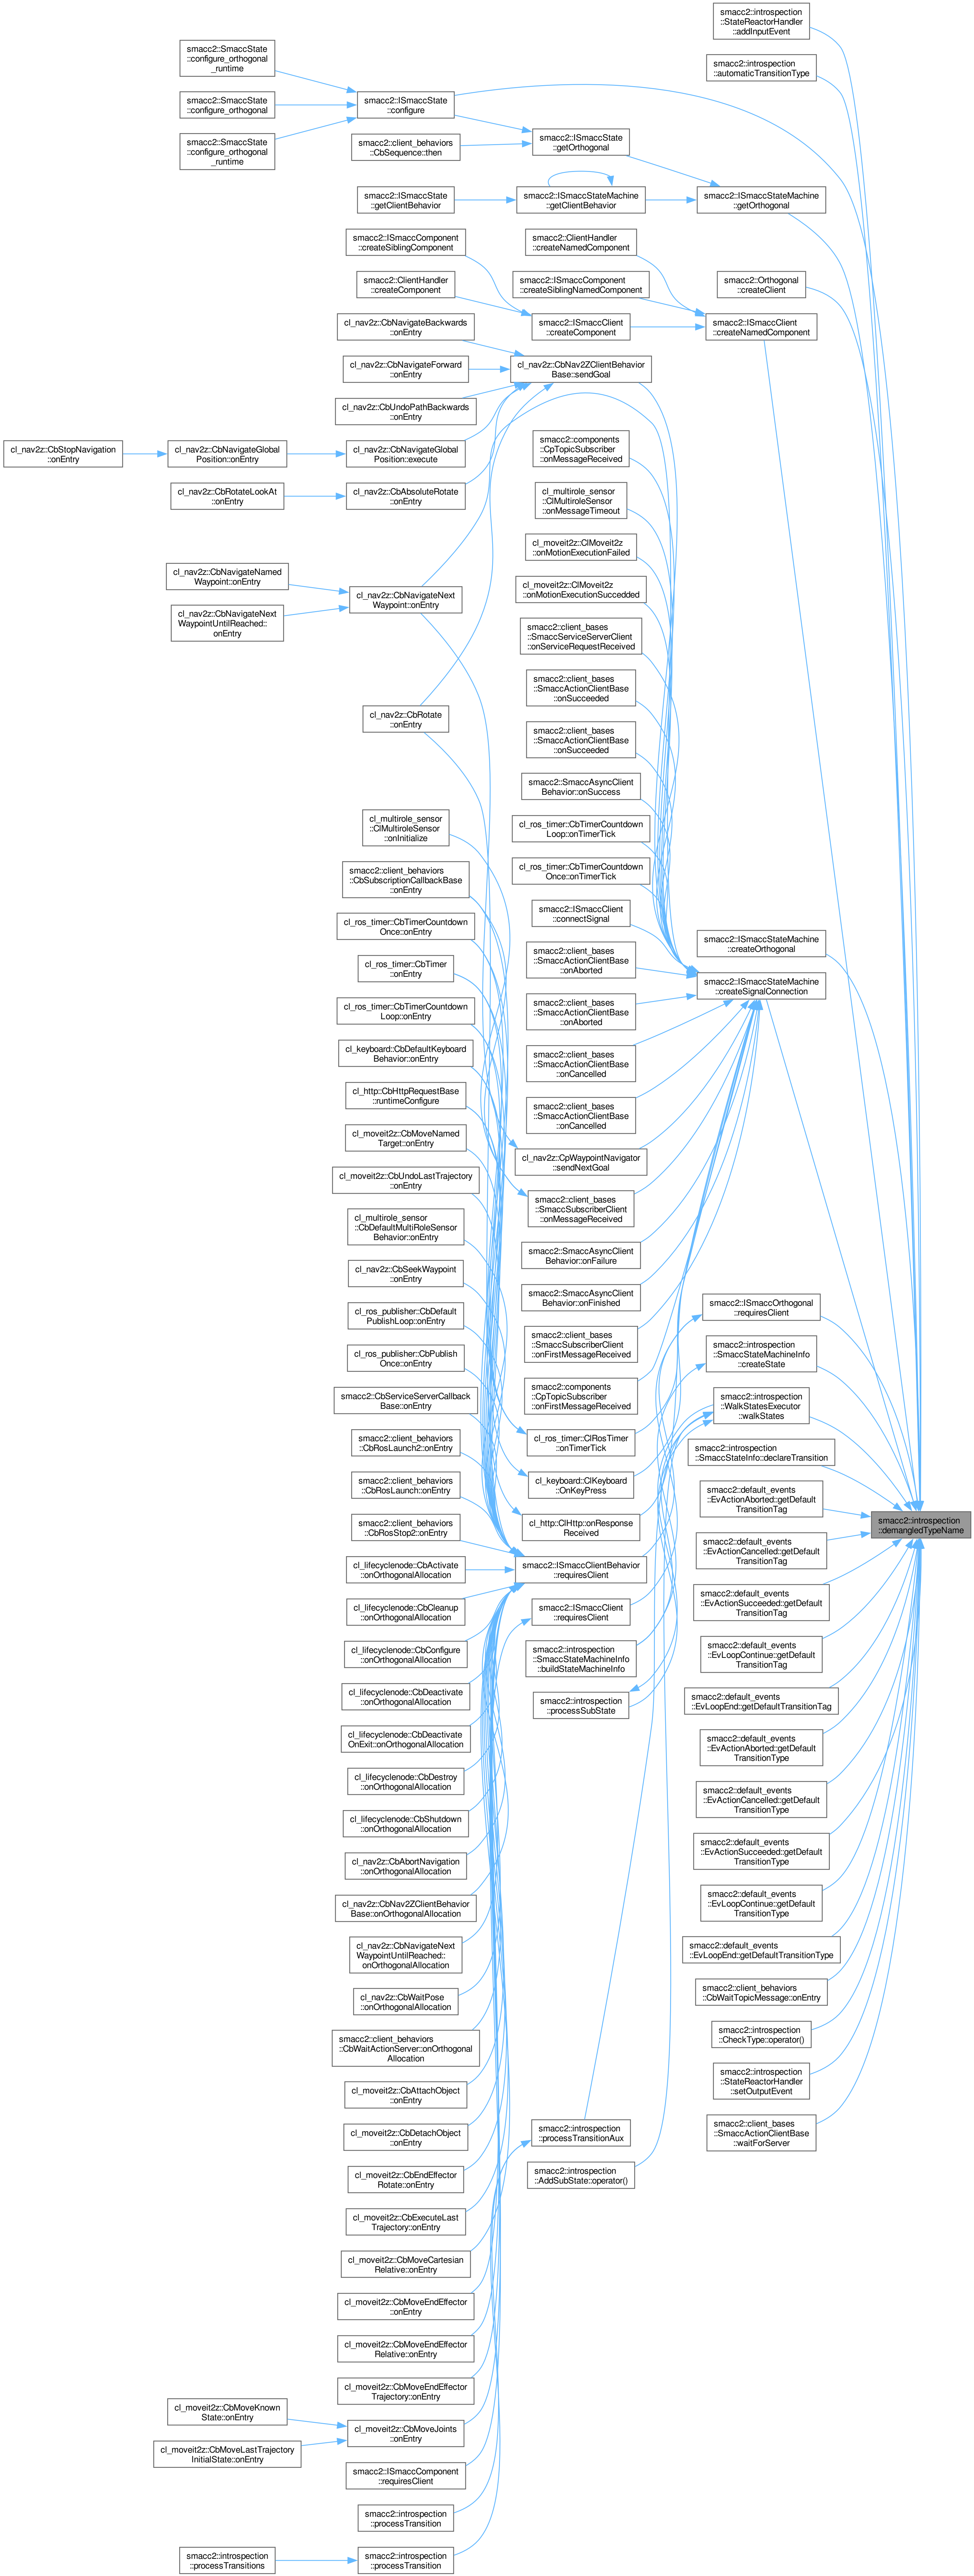 smacc2::introspection
::StateReactorHandler
::addInputEvent
smacc2::SmaccState
::configure_orthogonal
_runtime
smacc2::introspection
::automaticTransitionType
smacc2::SmaccState
::configure_orthogonal
smacc2::ISmaccState
::configure
smacc2::SmaccState
::configure_orthogonal
_runtime
smacc2::client_behaviors
::CbSequence::then
smacc2::ISmaccState
::getOrthogonal
smacc2::ISmaccState
::getClientBehavior
smacc2::ISmaccStateMachine
::getClientBehavior
smacc2::ISmaccStateMachine
::getOrthogonal
smacc2::ISmaccComponent
::createSiblingComponent
smacc2::ClientHandler
::createNamedComponent
smacc2::ClientHandler
::createComponent
smacc2::ISmaccComponent
::createSiblingNamedComponent
smacc2::Orthogonal
::createClient
cl_nav2z::CbNavigateBackwards
::onEntry
smacc2::ISmaccClient
::createComponent
smacc2::ISmaccClient
::createNamedComponent
cl_nav2z::CbNavigateForward
::onEntry
cl_nav2z::CbNav2ZClientBehavior
Base::sendGoal
cl_nav2z::CbUndoPathBackwards
::onEntry
cl_nav2z::CbStopNavigation
::onEntry
cl_nav2z::CbNavigateGlobal
Position::onEntry
cl_nav2z::CbNavigateGlobal
Position::execute
smacc2::components
::CpTopicSubscriber
::onMessageReceived
cl_nav2z::CbRotateLookAt
::onEntry
cl_nav2z::CbAbsoluteRotate
::onEntry
cl_multirole_sensor
::ClMultiroleSensor
::onMessageTimeout
cl_moveit2z::ClMoveit2z
::onMotionExecutionFailed
cl_nav2z::CbNavigateNamed
Waypoint::onEntry
cl_moveit2z::ClMoveit2z
::onMotionExecutionSuccedded
cl_nav2z::CbNavigateNext
Waypoint::onEntry
cl_nav2z::CbNavigateNext
WaypointUntilReached::
onEntry
smacc2::client_bases
::SmaccServiceServerClient
::onServiceRequestReceived
smacc2::client_bases
::SmaccActionClientBase
::onSucceeded
cl_nav2z::CbRotate
::onEntry
smacc2::client_bases
::SmaccActionClientBase
::onSucceeded
smacc2::SmaccAsyncClient
Behavior::onSuccess
cl_multirole_sensor
::ClMultiroleSensor
::onInitialize
cl_ros_timer::CbTimerCountdown
Loop::onTimerTick
smacc2::client_behaviors
::CbSubscriptionCallbackBase
::onEntry
cl_ros_timer::CbTimerCountdown
Once::onTimerTick
cl_ros_timer::CbTimerCountdown
Once::onEntry
smacc2::ISmaccClient
::connectSignal
smacc2::ISmaccStateMachine
::createOrthogonal
cl_ros_timer::CbTimer
::onEntry
smacc2::client_bases
::SmaccActionClientBase
::onAborted
smacc2::ISmaccStateMachine
::createSignalConnection
cl_ros_timer::CbTimerCountdown
Loop::onEntry
smacc2::client_bases
::SmaccActionClientBase
::onAborted
cl_keyboard::CbDefaultKeyboard
Behavior::onEntry
smacc2::client_bases
::SmaccActionClientBase
::onCancelled
cl_http::CbHttpRequestBase
::runtimeConfigure
smacc2::client_bases
::SmaccActionClientBase
::onCancelled
cl_moveit2z::CbMoveNamed
Target::onEntry
cl_nav2z::CpWaypointNavigator
::sendNextGoal
cl_moveit2z::CbUndoLastTrajectory
::onEntry
smacc2::client_bases
::SmaccSubscriberClient
::onMessageReceived
cl_multirole_sensor
::CbDefaultMultiRoleSensor
Behavior::onEntry
smacc2::SmaccAsyncClient
Behavior::onFailure
cl_nav2z::CbSeekWaypoint
::onEntry
smacc2::SmaccAsyncClient
Behavior::onFinished
smacc2::ISmaccOrthogonal
::requiresClient
cl_ros_publisher::CbDefault
PublishLoop::onEntry
smacc2::client_bases
::SmaccSubscriberClient
::onFirstMessageReceived
smacc2::introspection
::SmaccStateMachineInfo
::createState
cl_ros_publisher::CbPublish
Once::onEntry
smacc2::components
::CpTopicSubscriber
::onFirstMessageReceived
smacc2::introspection
::WalkStatesExecutor
::walkStates
smacc2::CbServiceServerCallback
Base::onEntry
cl_ros_timer::ClRosTimer
::onTimerTick
smacc2::introspection
::SmaccStateInfo::declareTransition
smacc2::client_behaviors
::CbRosLaunch2::onEntry
cl_keyboard::ClKeyboard
::OnKeyPress
smacc2::default_events
::EvActionAborted::getDefault
TransitionTag
smacc2::client_behaviors
::CbRosLaunch::onEntry
cl_http::ClHttp::onResponse
Received
smacc2::introspection
::demangledTypeName
smacc2::client_behaviors
::CbRosStop2::onEntry
smacc2::default_events
::EvActionCancelled::getDefault
TransitionTag
cl_lifecyclenode::CbActivate
::onOrthogonalAllocation
smacc2::ISmaccClientBehavior
::requiresClient
smacc2::default_events
::EvActionSucceeded::getDefault
TransitionTag
cl_lifecyclenode::CbCleanup
::onOrthogonalAllocation
smacc2::ISmaccClient
::requiresClient
cl_lifecyclenode::CbConfigure
::onOrthogonalAllocation
smacc2::introspection
::SmaccStateMachineInfo
::buildStateMachineInfo
smacc2::default_events
::EvLoopContinue::getDefault
TransitionTag
cl_lifecyclenode::CbDeactivate
::onOrthogonalAllocation
smacc2::introspection
::processSubState
smacc2::default_events
::EvLoopEnd::getDefaultTransitionTag
cl_lifecyclenode::CbDeactivate
OnExit::onOrthogonalAllocation
smacc2::default_events
::EvActionAborted::getDefault
TransitionType
cl_lifecyclenode::CbDestroy
::onOrthogonalAllocation
smacc2::default_events
::EvActionCancelled::getDefault
TransitionType
cl_lifecyclenode::CbShutdown
::onOrthogonalAllocation
smacc2::default_events
::EvActionSucceeded::getDefault
TransitionType
cl_nav2z::CbAbortNavigation
::onOrthogonalAllocation
cl_nav2z::CbNav2ZClientBehavior
Base::onOrthogonalAllocation
smacc2::default_events
::EvLoopContinue::getDefault
TransitionType
cl_nav2z::CbNavigateNext
WaypointUntilReached::
onOrthogonalAllocation
smacc2::default_events
::EvLoopEnd::getDefaultTransitionType
cl_nav2z::CbWaitPose
::onOrthogonalAllocation
smacc2::client_behaviors
::CbWaitTopicMessage::onEntry
smacc2::client_behaviors
::CbWaitActionServer::onOrthogonal
Allocation
smacc2::introspection
::CheckType::operator()
cl_moveit2z::CbAttachObject
::onEntry
smacc2::introspection
::StateReactorHandler
::setOutputEvent
cl_moveit2z::CbDetachObject
::onEntry
smacc2::introspection
::processTransitionAux
smacc2::client_bases
::SmaccActionClientBase
::waitForServer
cl_moveit2z::CbEndEffector
Rotate::onEntry
smacc2::introspection
::AddSubState::operator()
cl_moveit2z::CbExecuteLast
Trajectory::onEntry
cl_moveit2z::CbMoveCartesian
Relative::onEntry
cl_moveit2z::CbMoveEndEffector
::onEntry
cl_moveit2z::CbMoveEndEffector
Relative::onEntry
cl_moveit2z::CbMoveEndEffector
Trajectory::onEntry
cl_moveit2z::CbMoveKnown
State::onEntry
cl_moveit2z::CbMoveJoints
::onEntry
cl_moveit2z::CbMoveLastTrajectory
InitialState::onEntry
smacc2::ISmaccComponent
::requiresClient
smacc2::introspection
::processTransition
smacc2::introspection
::processTransitions
smacc2::introspection
::processTransition